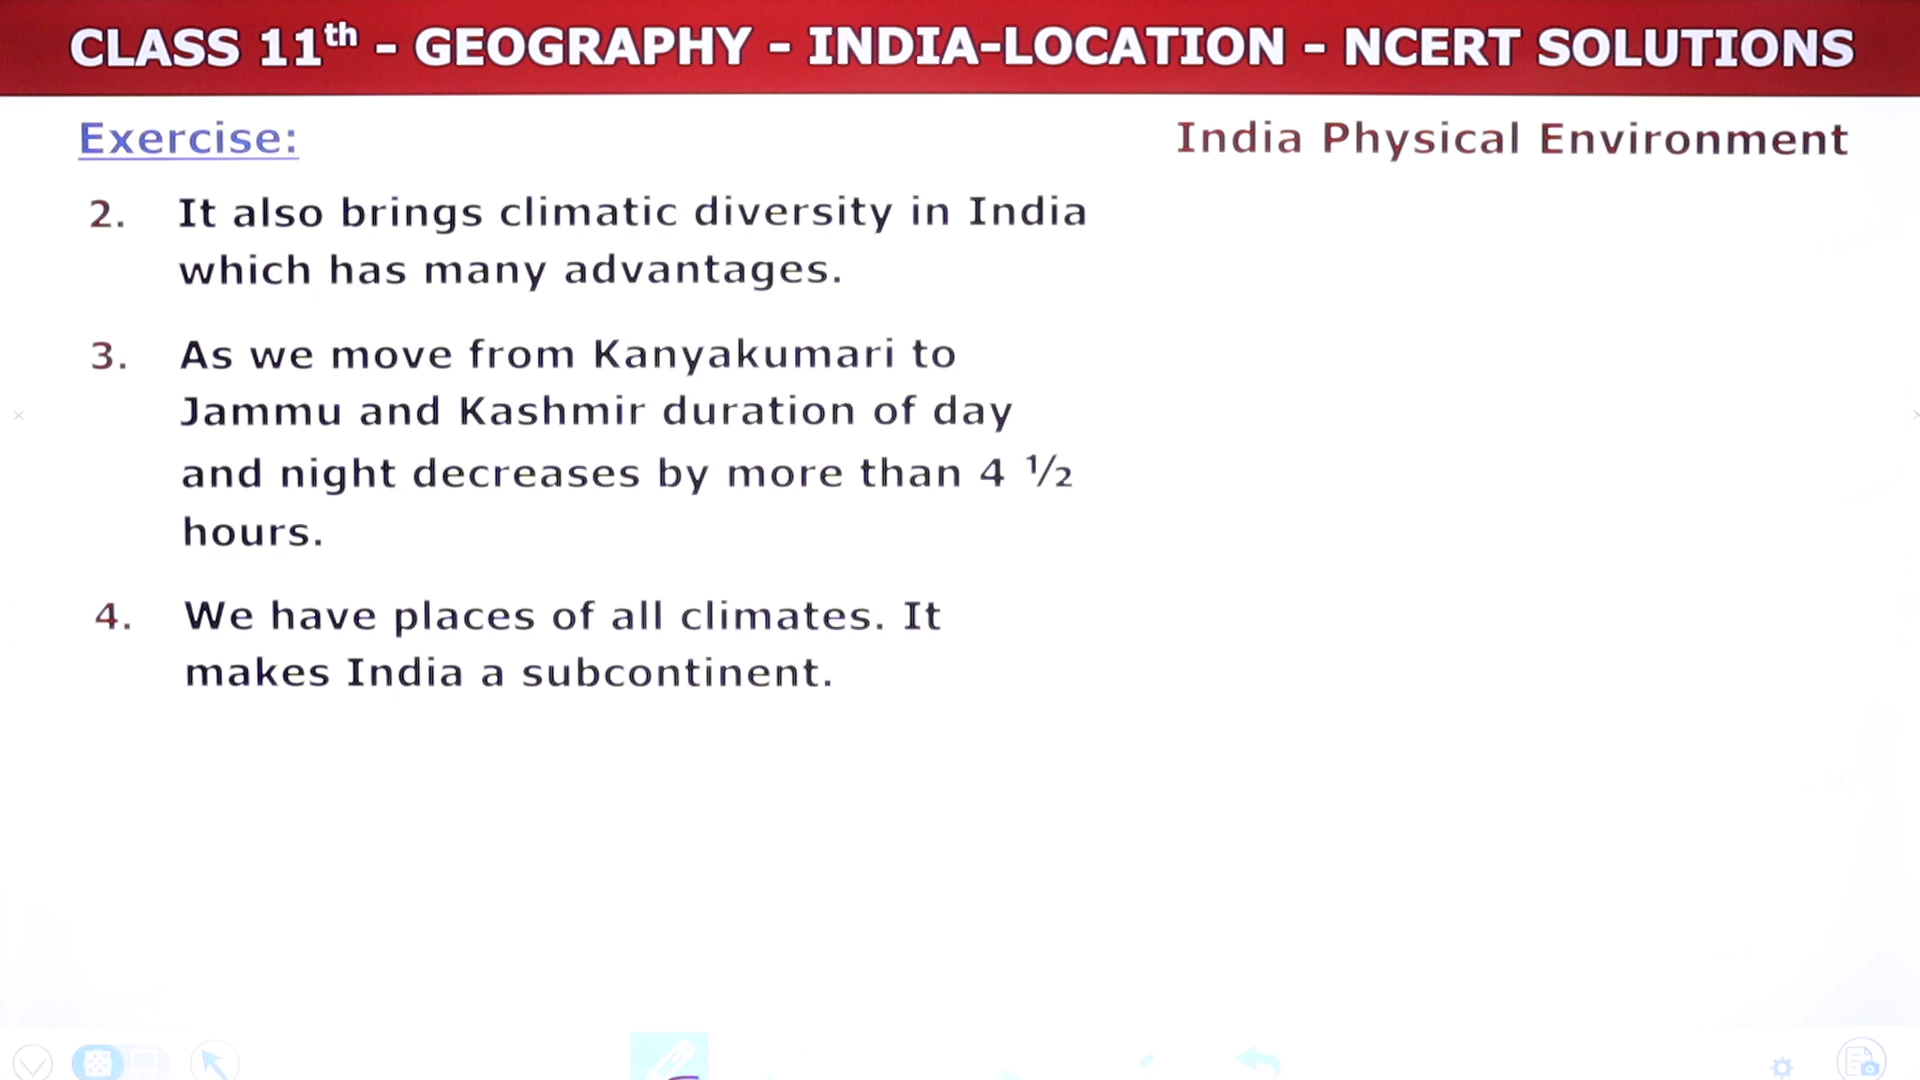 CLASS 11th - GEOGRAPHY - INDIA-LOCATION - NCERT SOLUTIONS
Exercise:
India Physical Environment
2. It also brings climatic diversity in India
which has many advantages.
3. As we move from Kanyakumari to
Jammu and Kashmir duration of day
and night decreases by more than 4 ½
hours.
4. We have places of all climates. It
makes India a subcontinent.